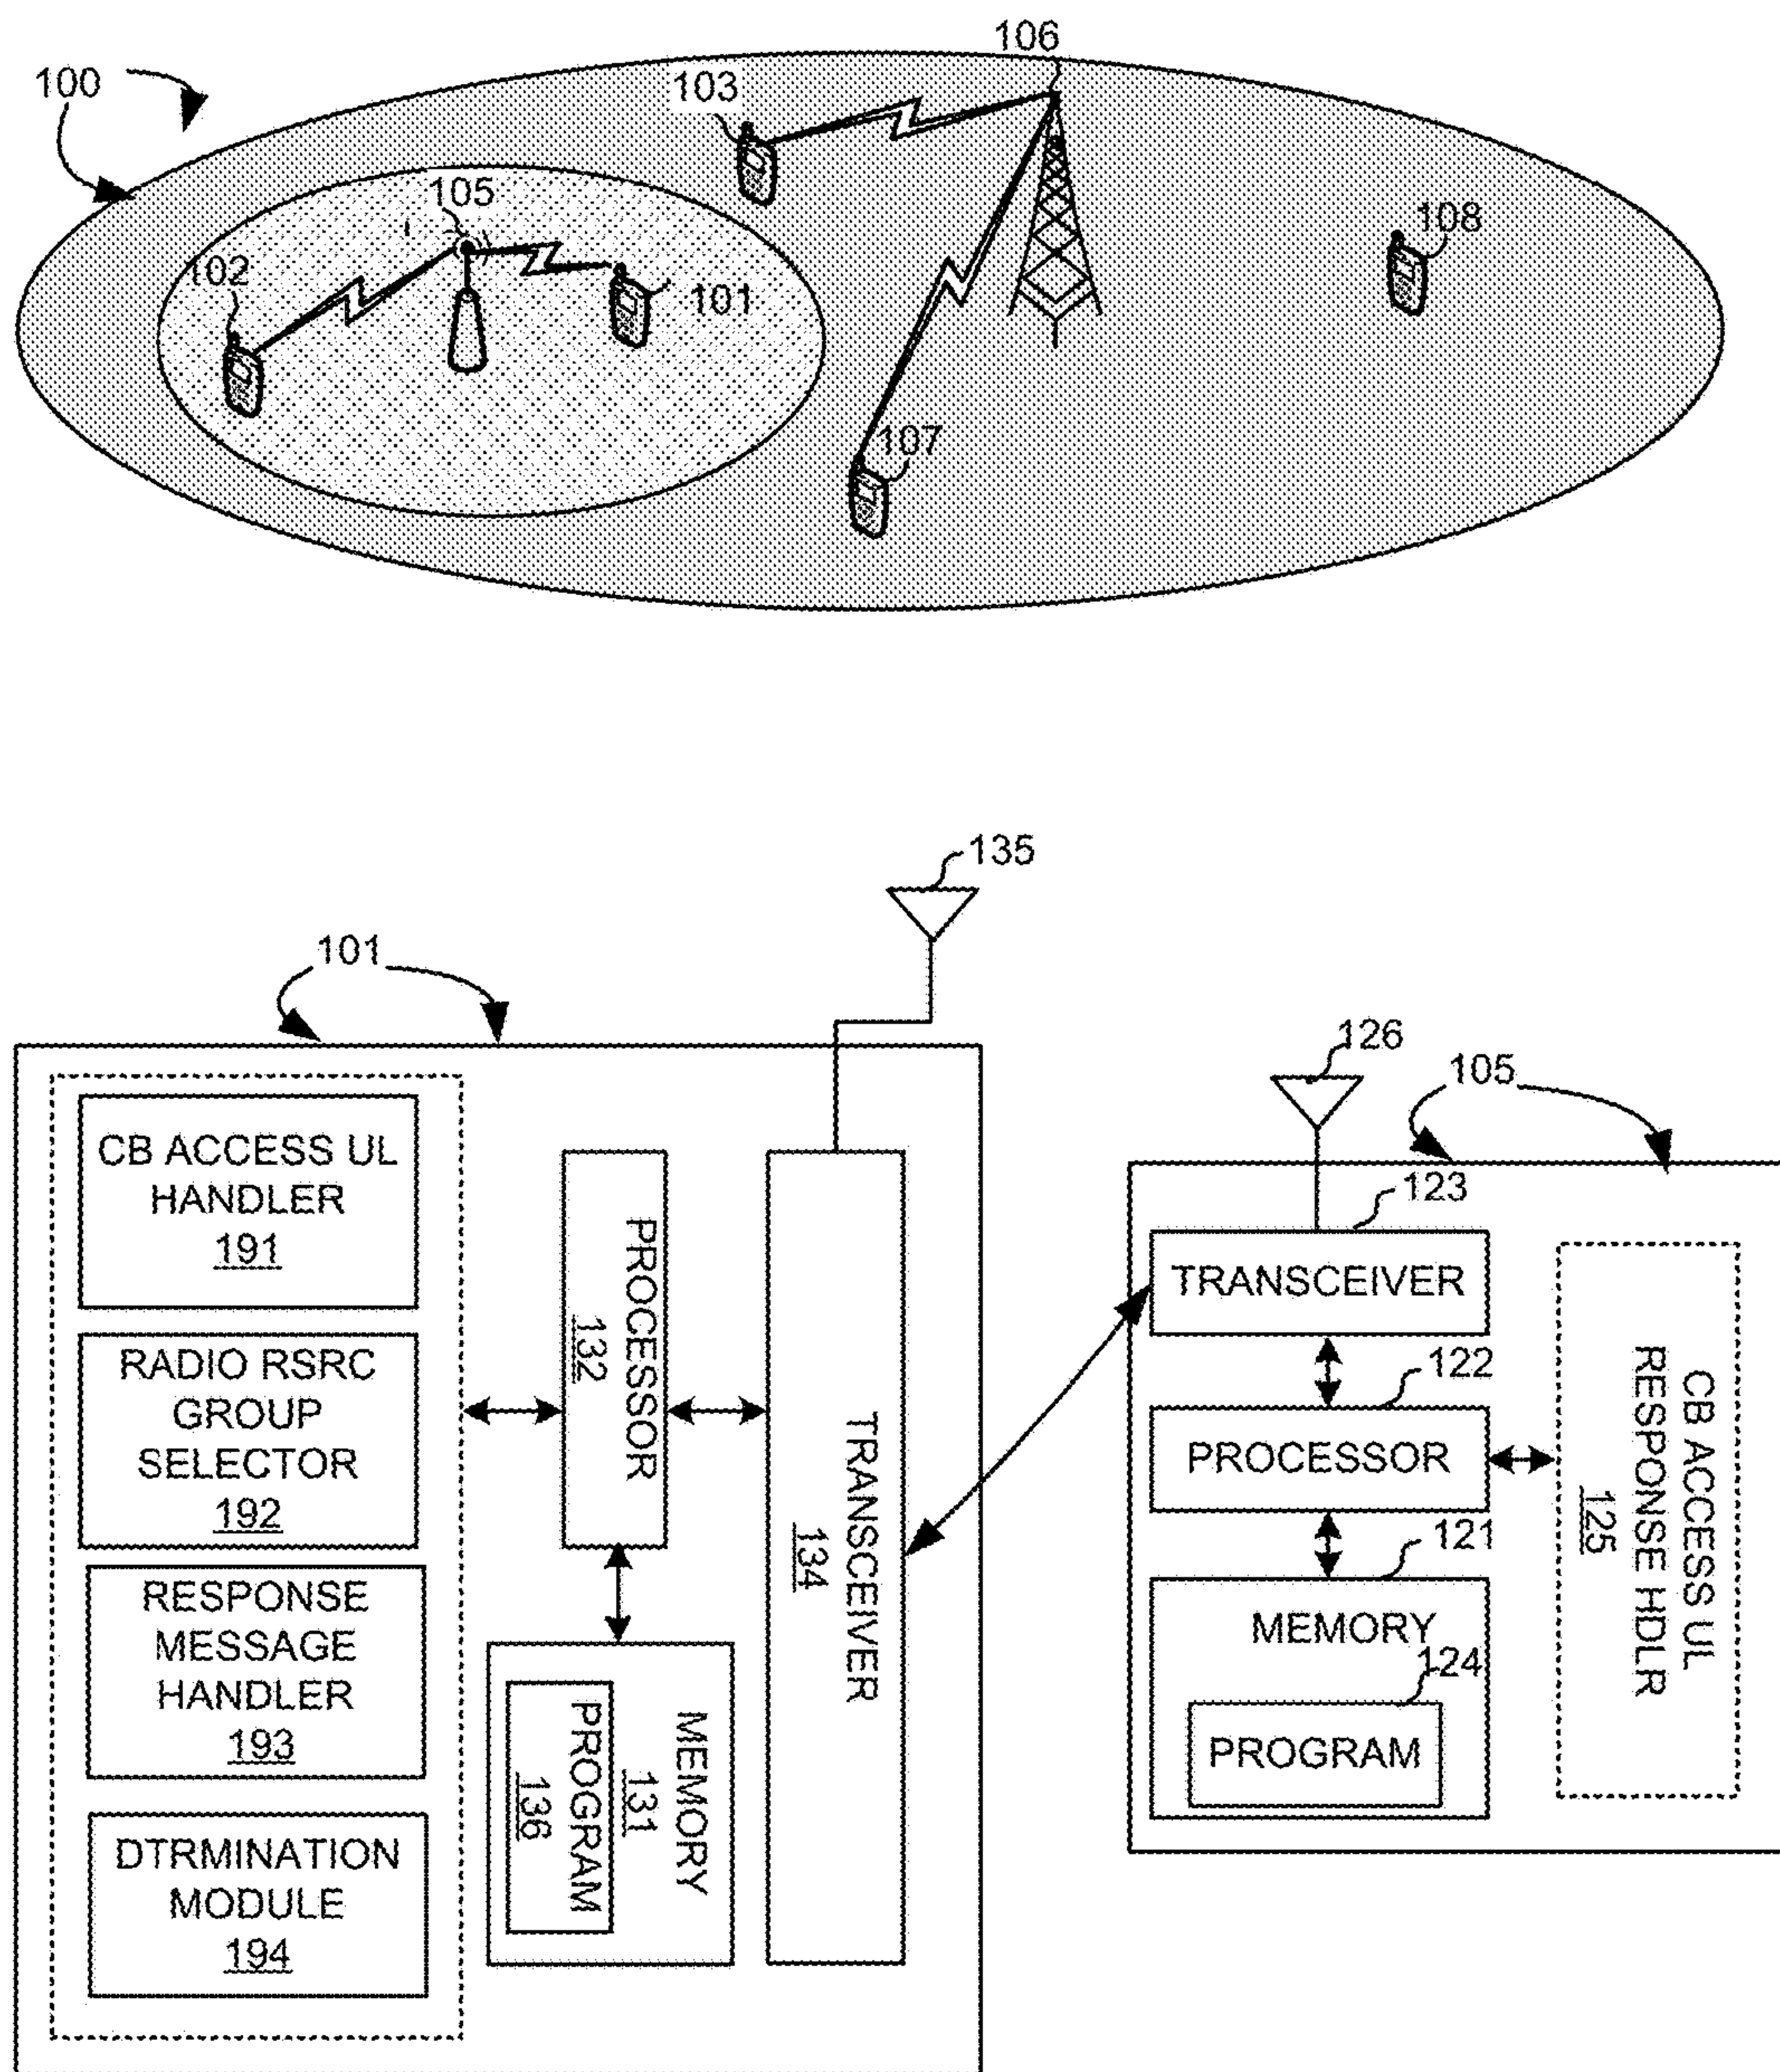 106
100
103
105
108
102
101
107
135
101
126
105
CB ACCESS UL
HANDLER
191
RADIO RSRC
GROUP
SELECTOR
192
RESPONSE
MESSAGE
HANDLER
193
DTRMINATION
MODULE
194
PROCESSOR
132
MEMORY
131
PROGRAM
136
TRANSCEIVER
134
123
TRANSCEIVER
122
PROCESSOR
121
MEMORY
124
PROGRAM
CB ACCESS UL
RESPONSE HDLR
125